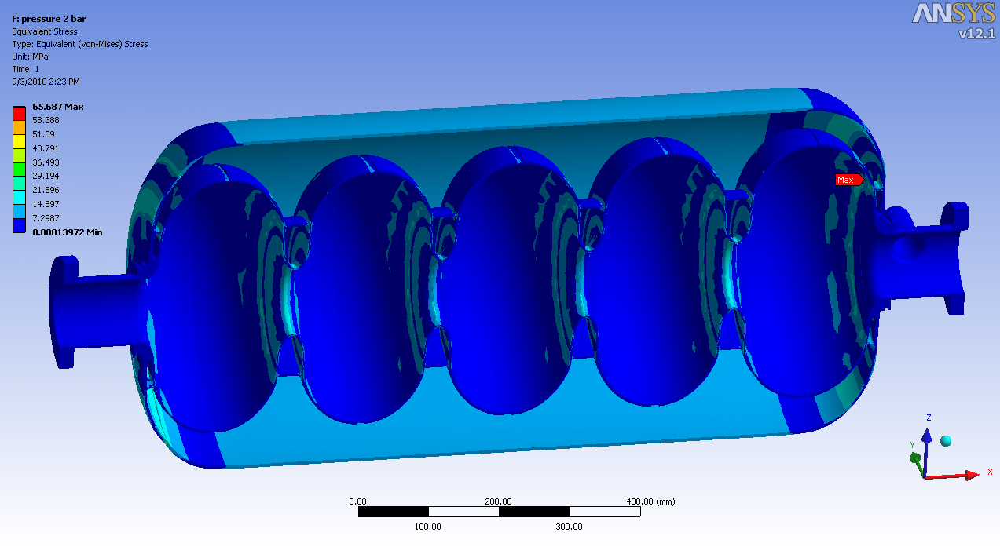 F: pressure 2 bar
Equivalent Stress
Type: Equivalent (von-Mises) Stress
Unit: MPa
Time: 1
9/3/2010 2:23 PM
65.687 Max
58.388
51.09
43.791
36.493
29.194
21.896
14.597
7.2987
0.00013972 Min
ANSYS
v12.1
Max
Z
Y
X
0.00 200.00 400.00 (mm)
100.00 300.00